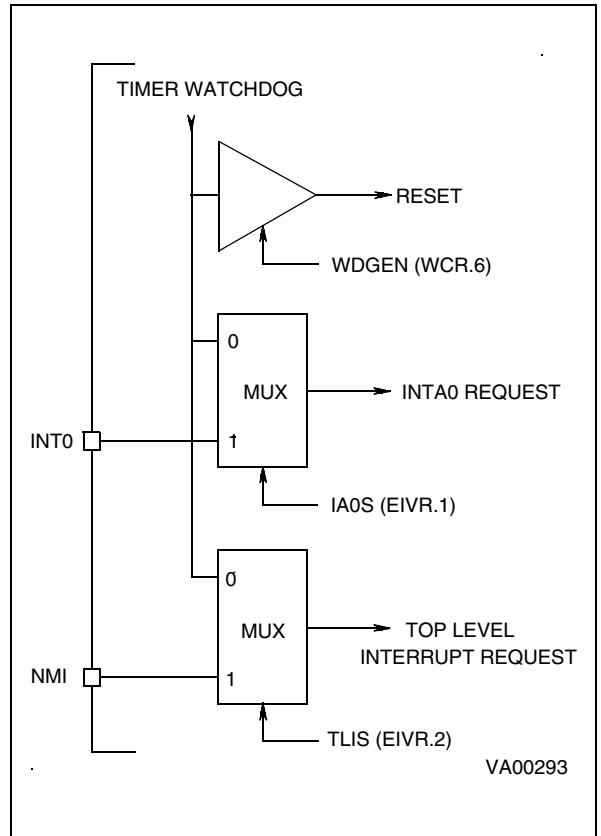 TIMER WATCHDOG
RESET
WDGEN (WCR.6)
0
MUX
INTA0 REQUEST
INT0
1
IA0S (EIVR.1)
0
MUX
TOP LEVEL
INTERRUPT REQUEST
NMI
1
TLIS (EIVR.2)
VA00293